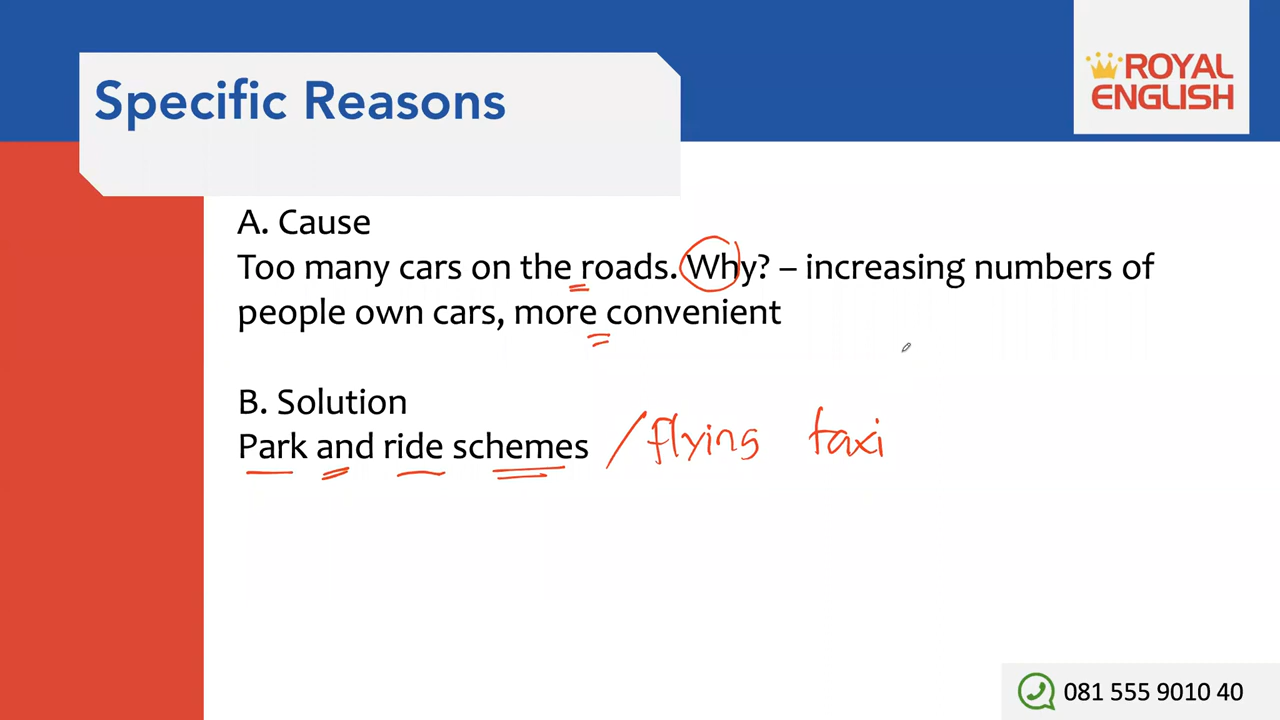 Specific Reasons
ROYAL
ENGLISH
A. Cause
Too many cars on the roads. Why? – increasing numbers of
people own cars, more convenient
B. Solution
Park and ride schemes /flying taxi
081 555 9010 40